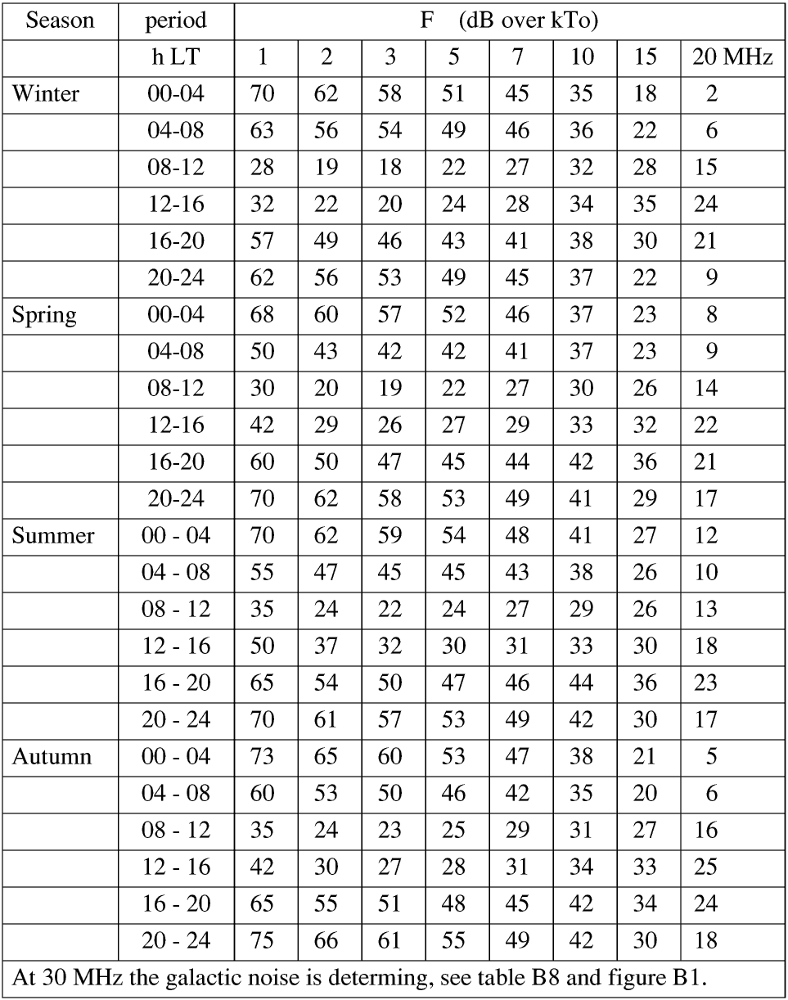 Season period F (dB over kTo)
h LT 1 2 3 5 7 10 15 20 MHz
Winter 00-04 70 62 58 51 45 35 18 2
04-08 63 56 54 49 46 36 22 6
08-12 28 19 18 22 27 32 28 15
12-16 32 22 20 24 28 34 35 24
16-20 57 49 46 43 41 38 30 21
20-24 62 56 53 49 45 37 22 9
Spring 00-04 68 60 57 52 46 37 23 8
04-08 50 43 42 42 41 37 23 9
08-12 30 20 19 22 27 30 26 14
12-16 42 29 26 27 29 33 32 22
16-20 60 50 47 45 44 42 36 21
20-24 70 62 58 53 49 41 29 17
Summer 00 - 04 70 62 59 54 48 41 27 12
04 - 08 55 47 45 45 43 38 26 10
08 - 12 35 24 22 24 27 29 26 13
12 - 16 50 37 32 30 31 33 30 18
16 - 20 65 54 50 47 46 44 36 23
20 - 24 70 61 57 53 49 42 30 17
Autumn 00 - 04 73 65 60 53 47 38 21 5
04 - 08 60 53 50 46 42 35 20 6
08 - 12 35 24 23 25 29 31 27 16
12 - 16 42 30 27 28 31 34 33 25
16 - 20 65 55 51 48 45 42 34 24
20 - 24 75 66 61 55 49 42 30 18
At 30 MHz the galactic noise is determing, see table B8 and figure B1.